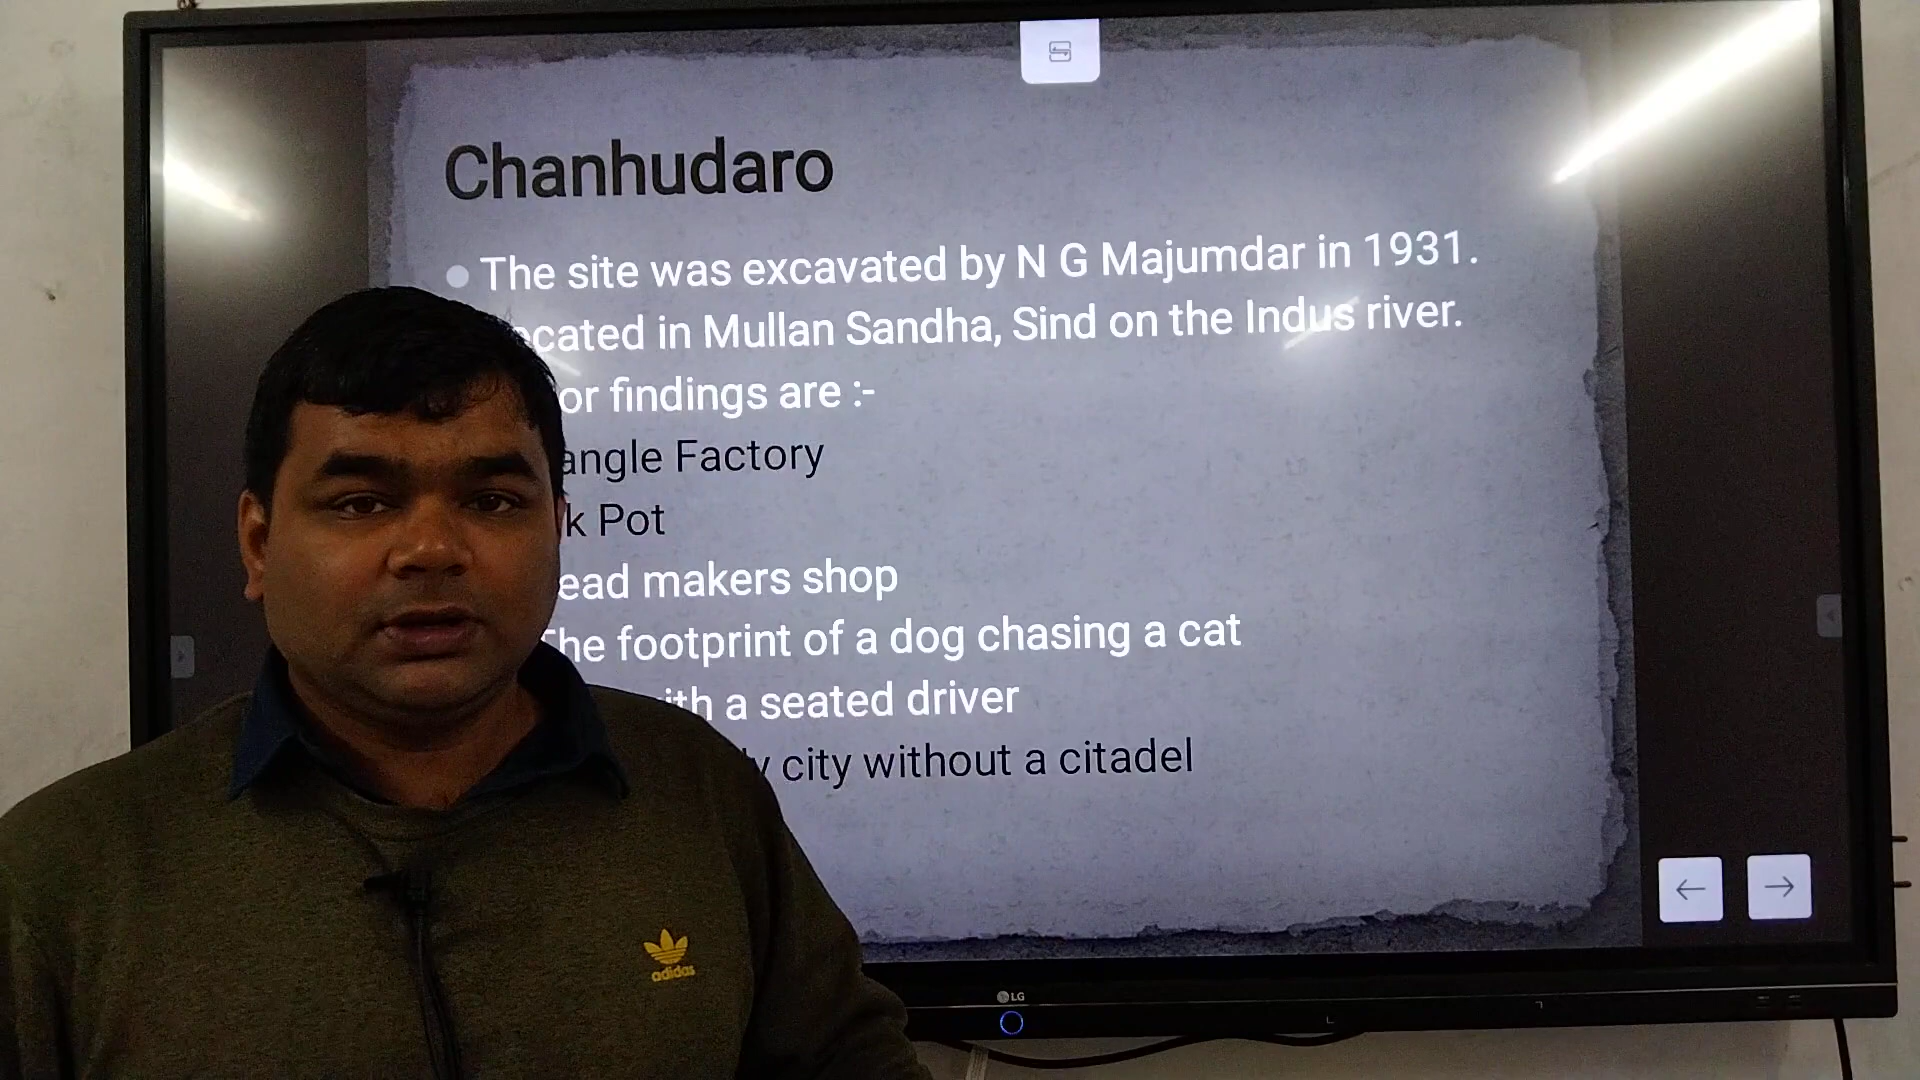 Chanhudaro
The site was excavated by N G Majumdar in 1931.
cated in Mullan Sandha, Sind on the Indus river.
or findings are :-
angle Factory
k Pot
ead makers shop
The footprint of a dog chasing a cat
ith a seated driver
y city without a citadel
adidas
LG